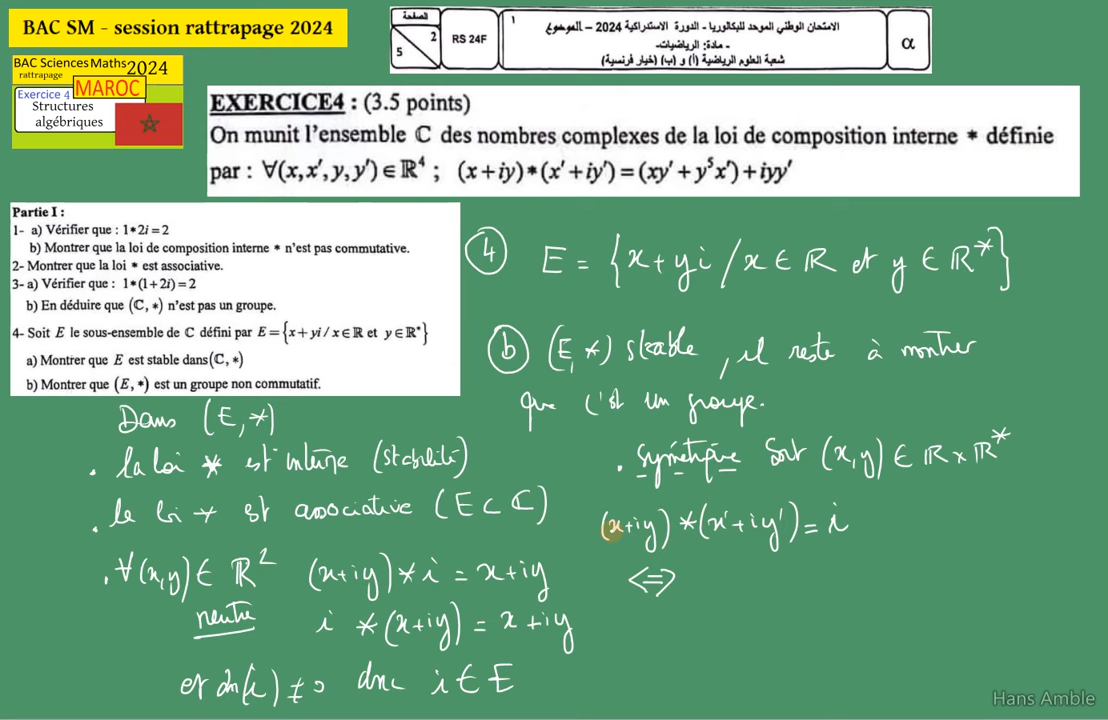 BAC SM - session rattrapage 2024
BAC Sciences Maths 2024
rattrapage
MAROC
Exercice 4
Structures
algébriques
الصفحة
2
5
RS 24F
1
الامتحان الوطني الموحد للبكالوريا - الدورة الاستدراكية 2024 – الموضوع
- مادة: الرياضيات-
شعبة العلوم الرياضية (أ) و (ب) (خيار فرنسية)
α
EXERCICE4 : (3.5 points)
On munit l'ensemble ℂ des nombres complexes de la loi de composition interne * définie
par : ∀(x,x',y,y')∈ℝ⁴ ; (x+iy)*(x'+iy')=(xy'+y⁵x')+iyy'
Partie I :
1- a) Vérifier que : 1*2i=2
b) Montrer que la loi de composition interne * n'est pas commutative.
2- Montrer que la loi * est associative.
3- a) Vérifier que : 1*(1+2i)=2
b) En déduire que (ℂ,*) n'est pas un groupe.
4- Soit E le sous-ensemble de ℂ défini par E={x+yi/x∈ℝ et y∈ℝ*}
a) Montrer que E est stable dans(ℂ,*)
b) Montrer que (E,*) est un groupe non commutatif.
Dans (E,*)
. la loi * est interne (stabilité)
. la loi * est associative (E⊂ℂ)
. ∀(x,y)∈ℝ² (x+iy)*i=x+iy
neutre i*(x+iy)=x+iy
et Im(i)≠0 donc i∈E
4 E={x+yi/x∈ℝ et y∈ℝ*}
b (E,*) stable, il reste à montrer
que c'est un groupe.
. symétrique Soit (x,y)∈ℝ×ℝ*
(x+iy)*(x'+iy')=i
⇔
Hans Amble